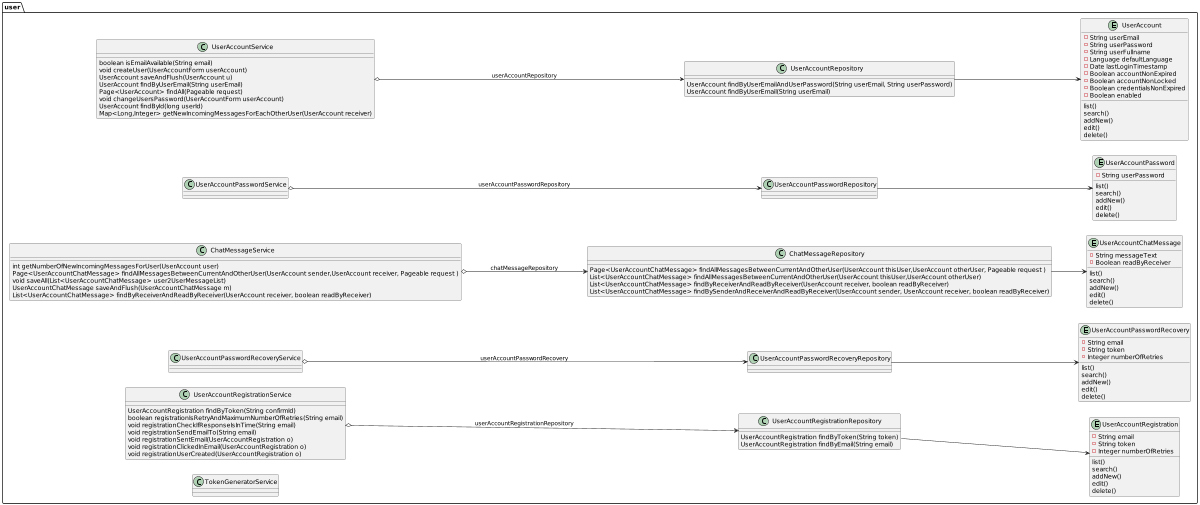 user
C UserAccountService
boolean isEmailAvailable(String email)
void createUser(UserAccountForm userAccount)
UserAccount saveAndFlush(UserAccount u)
UserAccount findByUserEmail(String userEmail)
Page<UserAccount> findAll(Pageable request)
void changeUsersPassword(UserAccountForm userAccount)
UserAccount findById(long userId)
Map<Long,Integer> getNewIncomingMessagesForEachOtherUser(UserAccount receiver)
userAccountRepository
C UserAccountRepository
UserAccount findByUserEmailAndUserPassword(String userEmail, String userPassword)
UserAccount findByUserEmail(String userEmail)
E UserAccount
String userEmail
String userPassword
String userFullname
Language defaultLanguage
Date lastLoginTimestamp
Boolean accountNonExpired
Boolean accountNonLocked
Boolean credentialsNonExpired
Boolean enabled
list()
search()
addNew()
edit()
delete()
C UserAccountPasswordService
userAccountPasswordRepository
C UserAccountPasswordRepository
E UserAccountPassword
String userPassword
list()
search()
addNew()
edit()
delete()
C ChatMessageService
int getNumberOfNewIncomingMessagesForUser(UserAccount user)
Page<UserAccountChatMessage> findAllMessagesBetweenCurrentAndOtherUser(UserAccount sender,UserAccount receiver, Pageable request )
void saveAll(List<UserAccountChatMessage> user2UserMessageList)
UserAccountChatMessage saveAndFlush(UserAccountChatMessage m)
List<UserAccountChatMessage> findByReceiverAndReadByReceiver(UserAccount receiver, boolean readByReceiver)
chatMessageRepository
C ChatMessageRepository
Page<UserAccountChatMessage> findAllMessagesBetweenCurrentAndOtherUser(UserAccount thisUser,UserAccount otherUser, Pageable request )
List<UserAccountChatMessage> findAllMessagesBetweenCurrentAndOtherUser(UserAccount thisUser,UserAccount otherUser)
List<UserAccountChatMessage> findByReceiverAndReadByReceiver(UserAccount receiver, boolean readByReceiver)
List<UserAccountChatMessage> findBySenderAndReceiverAndReadByReceiver(UserAccount sender, UserAccount receiver, boolean readByReceiver)
E UserAccountChatMessage
String messageText
Boolean readByReceiver
list()
search()
addNew()
edit()
delete()
C UserAccountPasswordRecoveryService
userAccountPasswordRecovery
C UserAccountPasswordRecoveryRepository
E UserAccountPasswordRecovery
String email
String token
Integer numberOfRetries
list()
search()
addNew()
edit()
delete()
C UserAccountRegistrationService
UserAccountRegistration findByToken(String confirmId)
boolean registrationIsRetryAndMaximumNumberOfRetries(String email)
void registrationCheckIfResponseIsInTime(String email)
void registrationSendEmailTo(String email)
void registrationSentEmail(UserAccountRegistration o)
void registrationClickedInEmail(UserAccountRegistration o)
void registrationUserCreated(UserAccountRegistration o)
userAccountRegistrationRepository
C UserAccountRegistrationRepository
UserAccountRegistration findByToken(String token)
UserAccountRegistration findByEmail(String email)
E UserAccountRegistration
String email
String token
Integer numberOfRetries
list()
search()
addNew()
edit()
delete()
C TokenGeneratorService